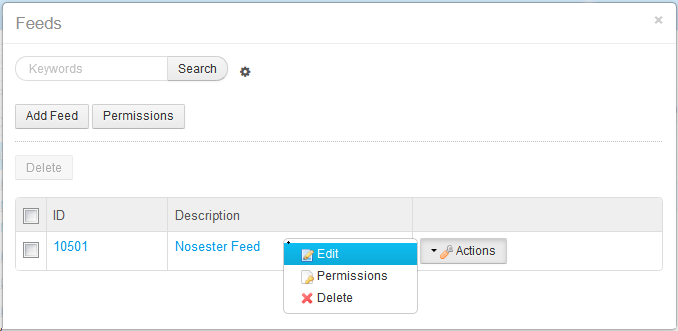 Feeds
Keywords Search
Add Feed Permissions
Delete
ID Description
10501 Nosester Feed Actions
Edit
Permissions
Delete